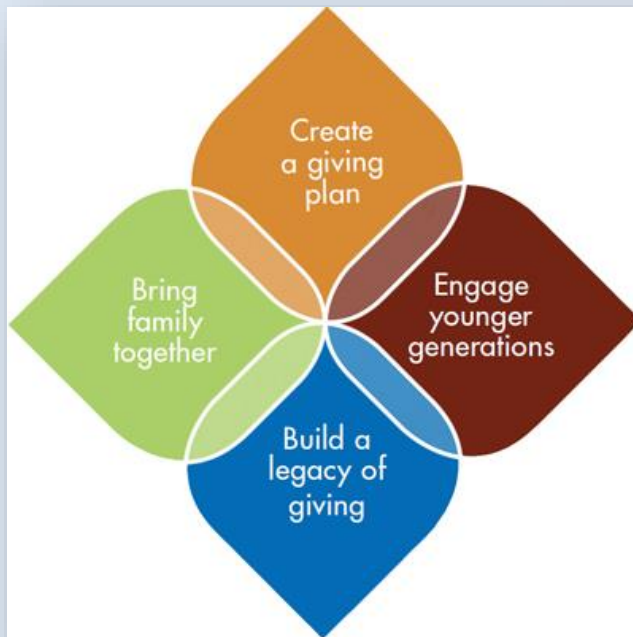 Create
a giving
plan
Bring
family
together
Engage
younger
generations
Build a
legacy of
giving